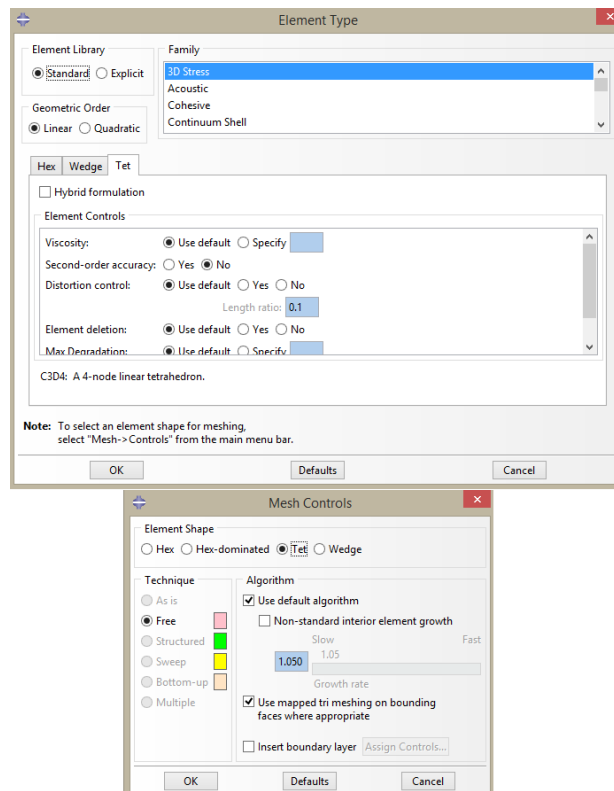 Element Type
Element Library
Standard Explicit
Family
3D Stress
Acoustic
Cohesive
Continuum Shell
Geometric Order
Linear Quadratic
Hex Wedge Tet
Hybrid formulation
Element Controls
Viscosity: Use default Specify
Second-order accuracy: Yes No
Distortion control: Use default Yes No
Length ratio: 0.1
Element deletion: Use default Yes No
Max Degradation: Use default Specify
C3D4: A 4-node linear tetrahedron.
Note: To select an element shape for meshing,
select "Mesh->Controls" from the main menu bar.
OK Defaults Cancel
Mesh Controls
Element Shape
Hex Hex-dominated Tet Wedge
Technique
As is
Free
Structured
Sweep
Bottom-up
Multiple
Algorithm
Use default algorithm
Non-standard interior element growth
Slow Fast
1.050 1.05
Growth rate
Use mapped tri meshing on bounding
faces where appropriate
Insert boundary layer Assign Controls...
OK Defaults Cancel